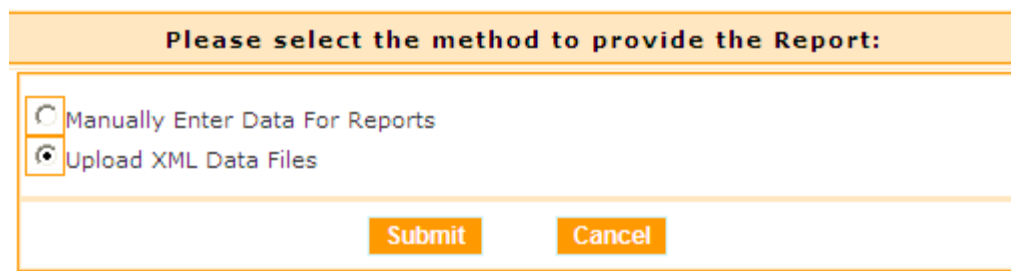 Please select the method to provide the Report:
Manually Enter Data For Reports
Upload XML Data Files
Submit Cancel